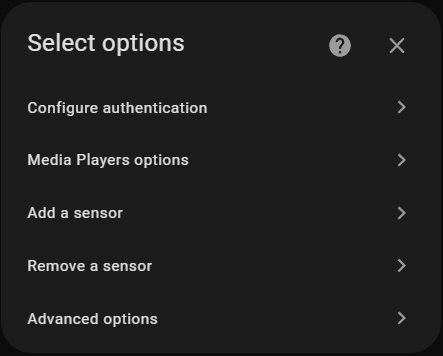 Select options
Configure authentication
Media Players options
Add a sensor
Remove a sensor
Advanced options